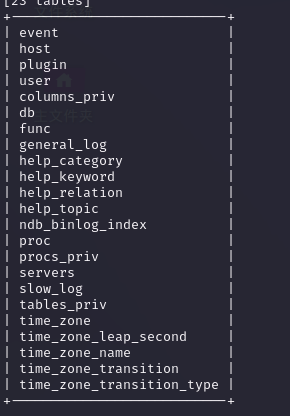 [23 tables]
+---------------------------+
| event                     |
| host                      |
| plugin                    |
| user                      |
| columns_priv              |
| db                        |
| func                      |
| general_log               |
| help_category             |
| help_keyword              |
| help_relation             |
| help_topic                |
| ndb_binlog_index          |
| proc                      |
| procs_priv                |
| servers                   |
| slow_log                  |
| tables_priv               |
| time_zone                 |
| time_zone_leap_second     |
| time_zone_name            |
| time_zone_transition      |
| time_zone_transition_type |
+---------------------------+